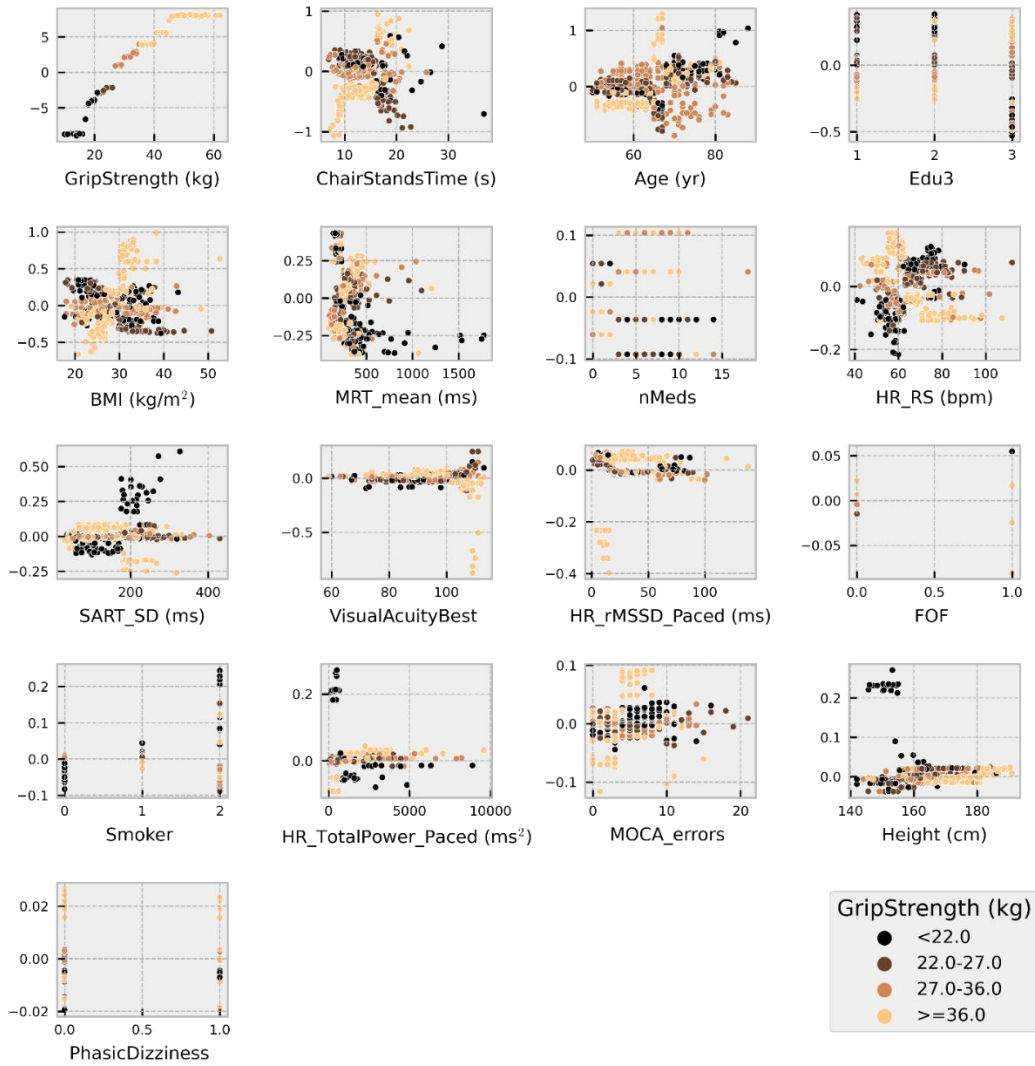 5
0
−5
20 40 60
GripStrength (kg)
1
0
−1
10 20 30
ChairStandsTime (s)
1
0
60 80
Age (yr)
0.0
−0.5
1 2 3
Edu3
1.0
0.5
0.0
−0.5
20 30 40 50
BMI (kg/m²)
0.25
0.00
−0.25
500 1000 1500
MRT_mean (ms)
0.1
0.0
−0.1
0 5 10 15
nMeds
0.0
−0.2
40 60 80 100
HR_RS (bpm)
0.50
0.25
0.00
−0.25
200 400
SART_SD (ms)
0.0
−0.5
60 80 100
VisualAcuityBest
0.0
−0.2
−0.4
0 50 100
HR_rMSSD_Paced (ms)
0.05
0.00
−0.05
0.0 0.5 1.0
FOF
0.2
0.1
0.0
−0.1
0 1 2
Smoker
0.2
0.0
0 5000 10000
HR_TotalPower_Paced (ms²)
0.1
0.0
−0.1
0 10 20
MOCA_errors
0.2
0.0
140 160 180
Height (cm)
0.02
0.00
−0.02
0.0 0.5 1.0
PhasicDizziness
GripStrength (kg)
<22.0
22.0-27.0
27.0-36.0
>=36.0